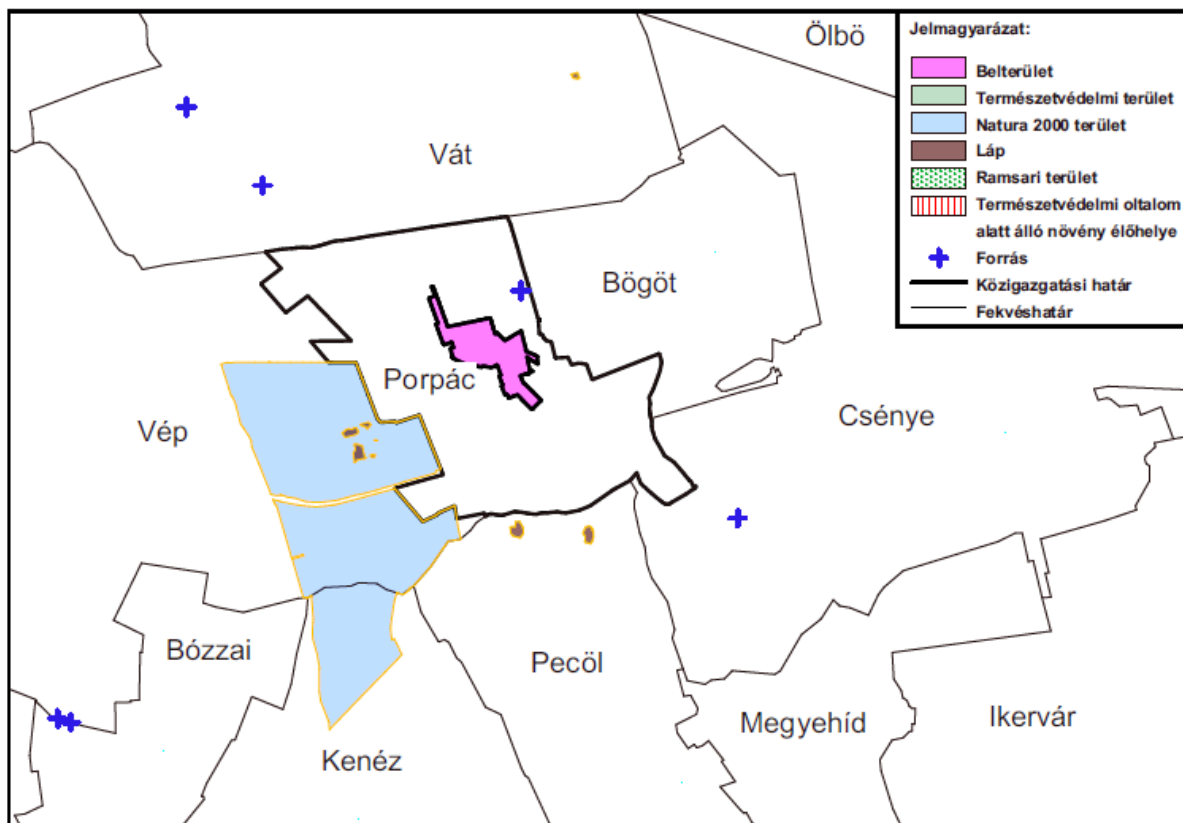 Ölbö
Jelmagyarázat:
Belterület
Természetvédelmi terület
Natura 2000 terület
Láp
Ramsari terület
Természetvédelmi oltalom
alatt álló növény élőhelye
Forrás
Közigazgatási határ
Fekvéshatár
Vát
Bögöt
Porpác
Csénye
Vép
Bózzai
Pecöl
Megyehíd
Ikervár
Kenéz